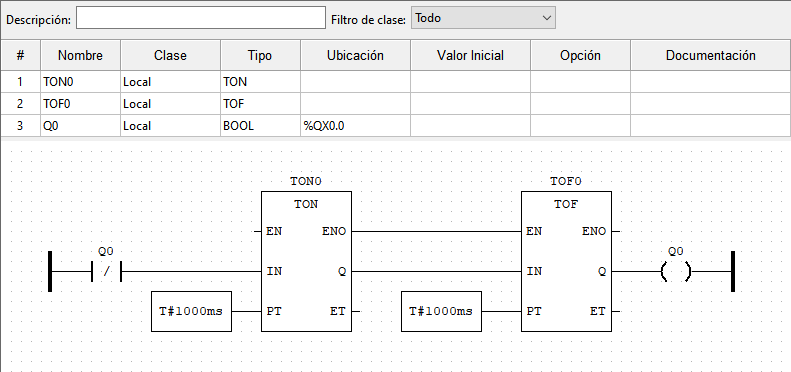 Descripción: Filtro de clase: Todo
# Nombre Clase Tipo Ubicación Valor Inicial Opción Documentación
1 TON0 Local TON
2 TOF0 Local TOF
3 Q0 Local BOOL %QX0.0
TON0 TOF0
TON TOF
EN ENO EN ENO
Q0 Q0
/ IN Q IN Q
T#1000ms PT ET T#1000ms PT ET